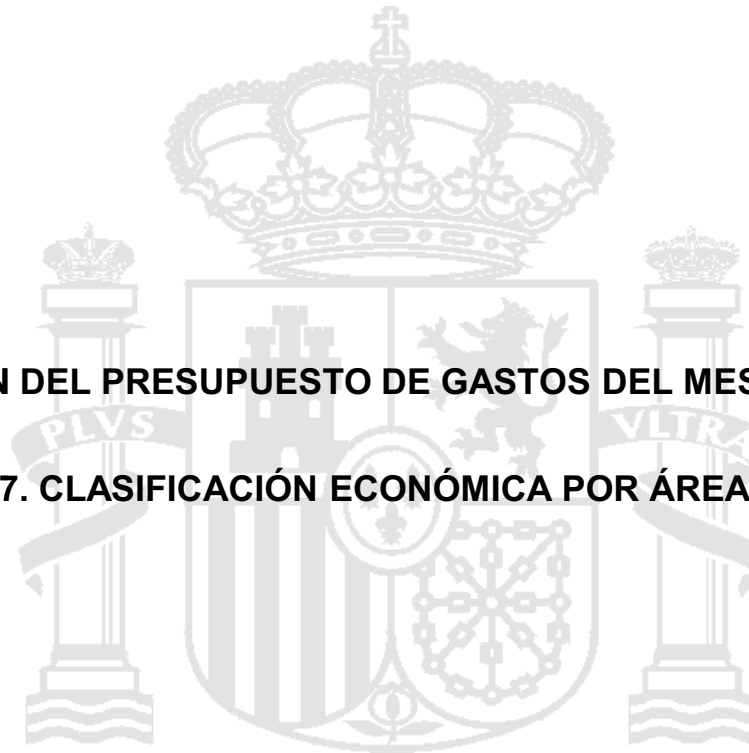 N DEL PRESUPUESTO DE GASTOS DEL MES
PLVS
VLTRA
7. CLASIFICACIÓN ECONÓMICA POR ÁREA